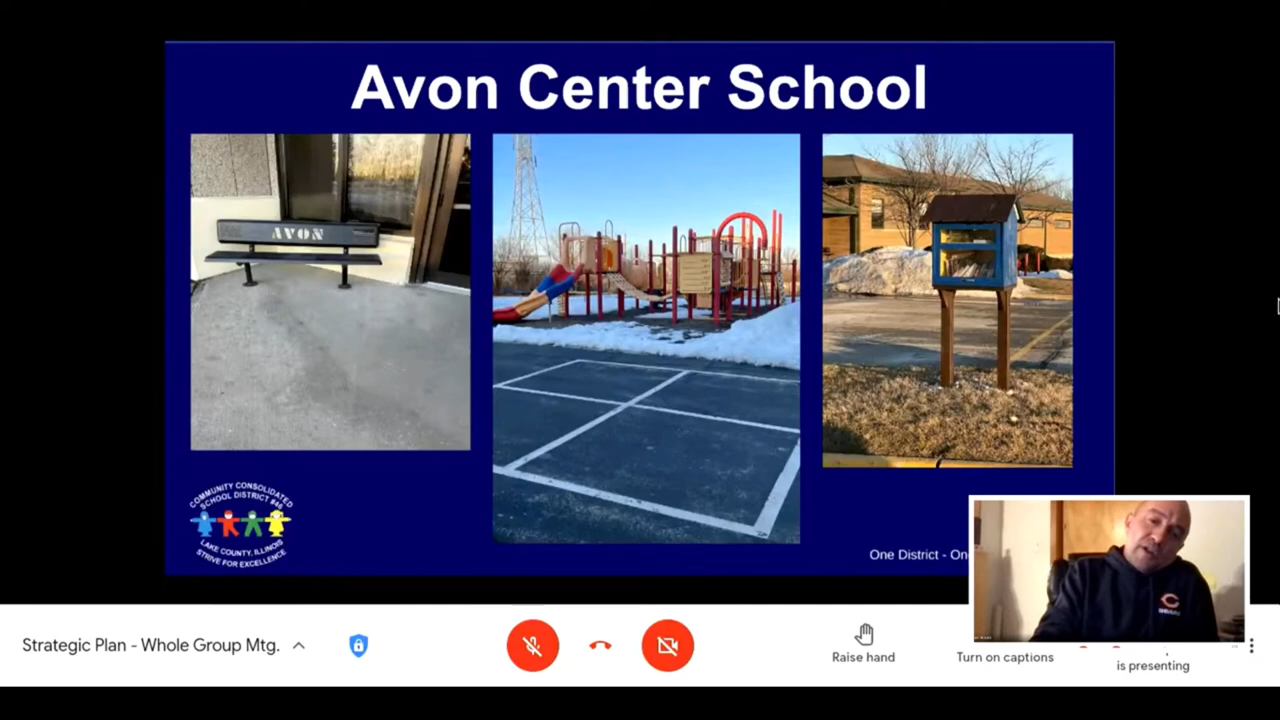 Avon Center School
AVON
COMMUNITY CONSOLIDATED
SCHOOL DISTRICT #46
LAKE COUNTY, ILLINOIS
STRIVE FOR EXCELLENCE
One District - 
Strategic Plan - Whole Group Mtg.
Raise hand
Turn on captions
is presenting